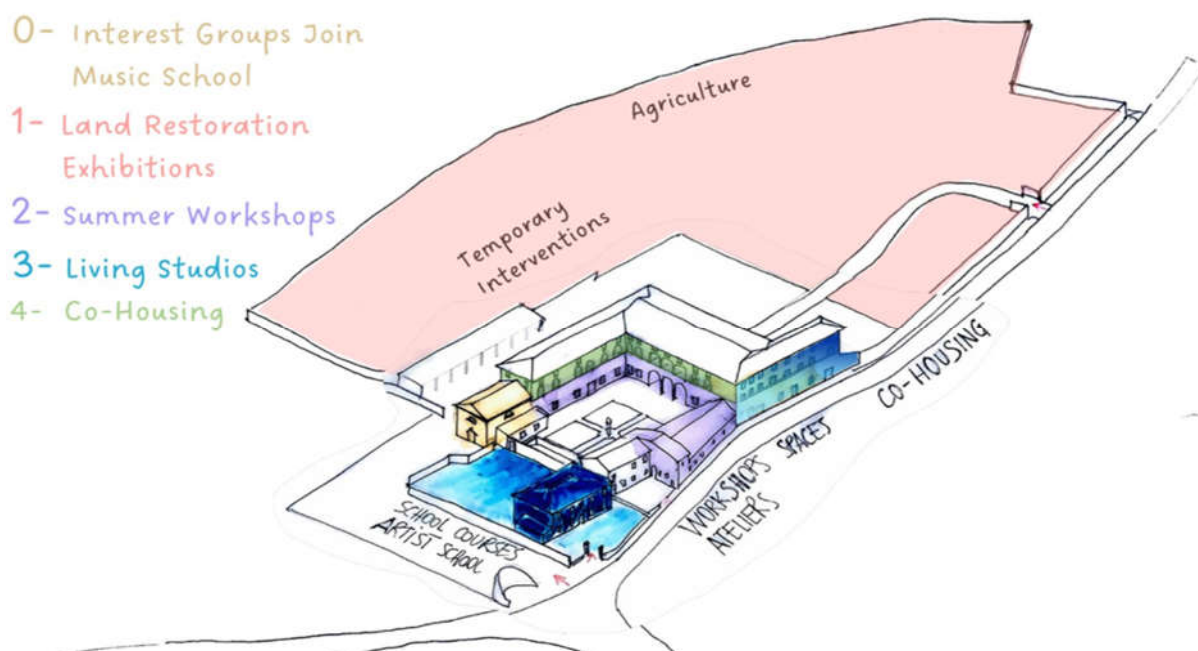 0- Interest Groups Join
Music School
1- Land Restoration
Exhibitions
2- Summer Workshops
3- Living Studios
4- Co-Housing
Agriculture
Temporary
Interventions
CO-HOUSING
WORKSHOPS SPACES
ATELIERS
SCHOOL COURSES
ARTIST SCHOOL